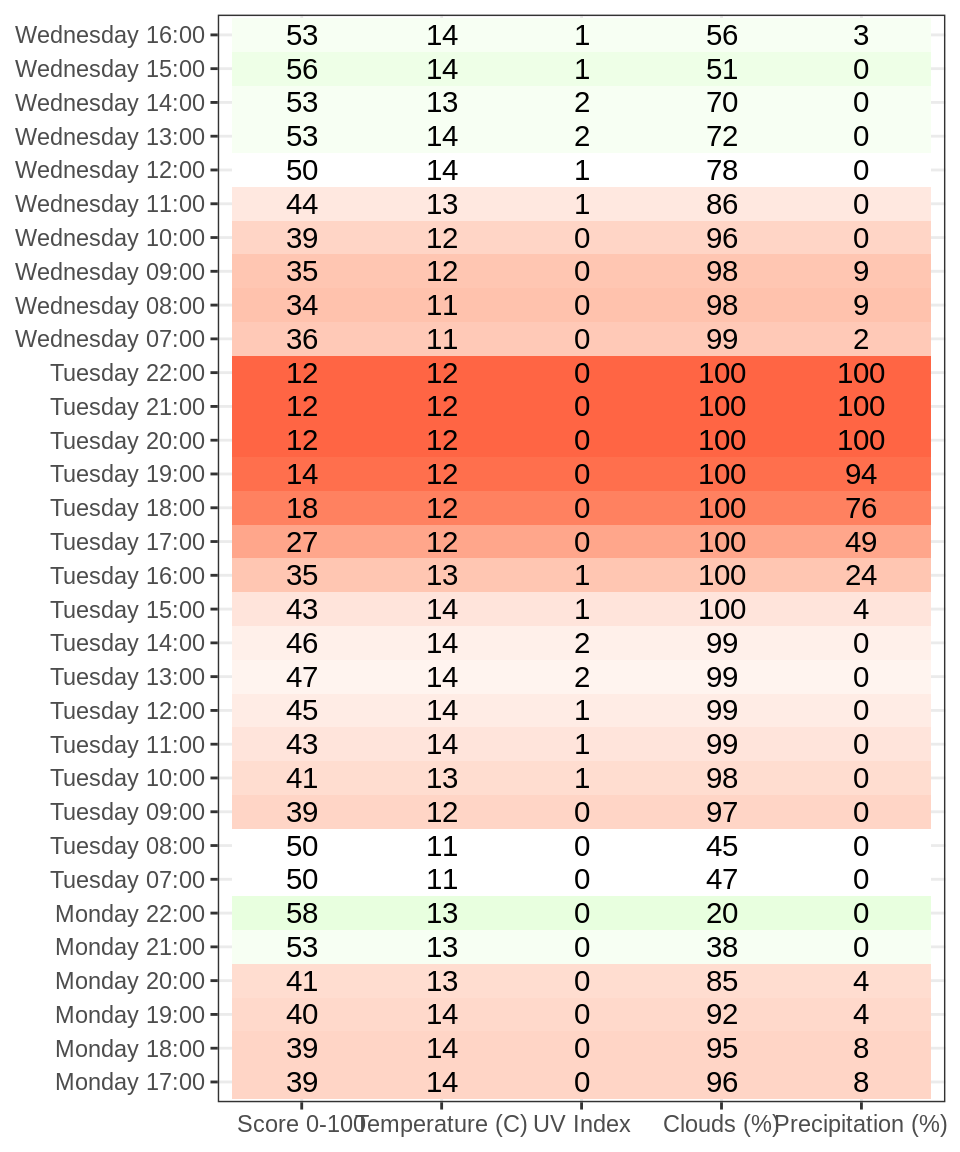 Wednesday 16:00 53 14 1 56 3
Wednesday 15:00 56 14 1 51 0
Wednesday 14:00 53 13 2 70 0
Wednesday 13:00 53 14 2 72 0
Wednesday 12:00 50 14 1 78 0
Wednesday 11:00 44 13 1 86 0
Wednesday 10:00 39 12 0 96 0
Wednesday 09:00 35 12 0 98 9
Wednesday 08:00 34 11 0 98 9
Wednesday 07:00 36 11 0 99 2
Tuesday 22:00 12 12 0 100 100
Tuesday 21:00 12 12 0 100 100
Tuesday 20:00 12 12 0 100 100
Tuesday 19:00 14 12 0 100 94
Tuesday 18:00 18 12 0 100 76
Tuesday 17:00 27 12 0 100 49
Tuesday 16:00 35 13 1 100 24
Tuesday 15:00 43 14 1 100 4
Tuesday 14:00 46 14 2 99 0
Tuesday 13:00 47 14 2 99 0
Tuesday 12:00 45 14 1 99 0
Tuesday 11:00 43 14 1 99 0
Tuesday 10:00 41 13 1 98 0
Tuesday 09:00 39 12 0 97 0
Tuesday 08:00 50 11 0 45 0
Tuesday 07:00 50 11 0 47 0
Monday 22:00 58 13 0 20 0
Monday 21:00 53 13 0 38 0
Monday 20:00 41 13 0 85 4
Monday 19:00 40 14 0 92 4
Monday 18:00 39 14 0 95 8
Monday 17:00 39 14 0 96 8
Score 0-100 Temperature (C) UV Index Clouds (%) Precipitation (%)